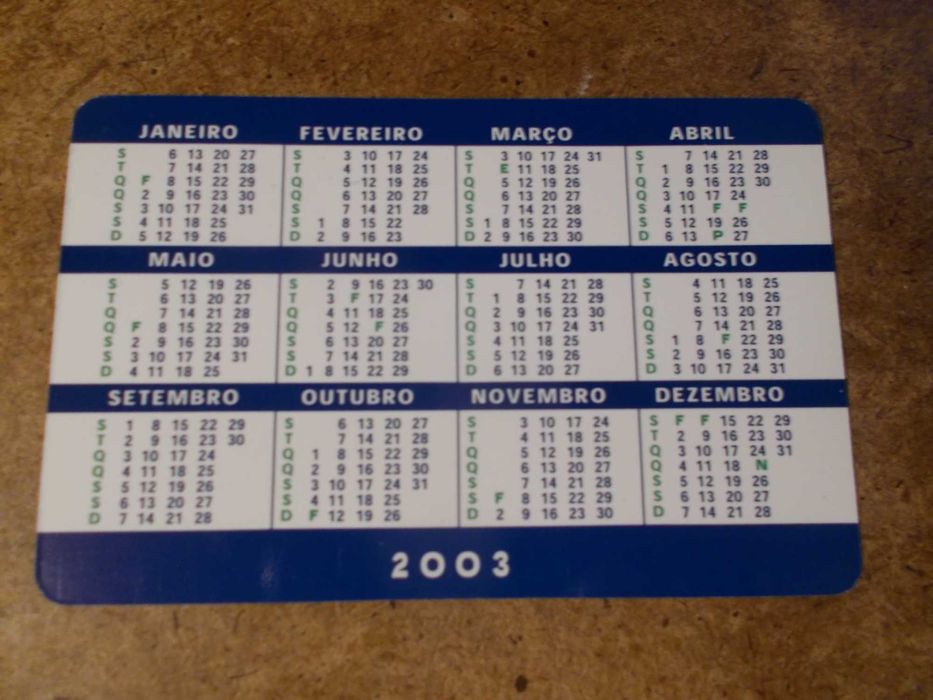 JANEIRO FEVEREIRO MARÇO ABRIL
S 6 13 20 27 S 3 10 17 24 S 3 10 17 24 31 S 7 14 21 28
T 7 14 21 28 T 4 11 18 25 T E 11 18 25 T 1 8 15 22 29
Q F 8 15 22 29 Q 5 12 19 26 Q 5 12 19 26 Q 2 9 16 23 30
Q 2 9 16 23 30 Q 6 13 20 27 Q 6 13 20 27 Q 3 10 17 24
S 3 10 17 24 31 S 7 14 21 28 S 7 14 21 28 S 4 11 F F
S 4 11 18 25 S 1 8 15 22 S 1 8 15 22 29 S 5 12 19 26
D 5 12 19 26 D 2 9 16 23 D 2 9 16 23 30 D 6 13 P 27
MAIO JUNHO JULHO AGOSTO
S 5 12 19 26 S 2 9 16 23 30 S 7 14 21 28 S 4 11 18 25
T 6 13 20 27 T 3 F 17 24 T 1 8 15 22 29 T 5 12 19 26
Q 7 14 21 28 Q 4 11 18 25 Q 2 9 16 23 30 Q 6 13 20 27
Q F 8 15 22 29 Q 5 12 F 26 Q 3 10 17 24 31 Q 7 14 21 28
S 2 9 16 23 30 S 6 13 20 27 S 4 11 18 25 S 1 8 F 22 29
S 3 10 17 24 31 S 7 14 21 28 S 5 12 19 26 S 2 9 16 23 30
D 4 11 18 25 D 1 8 15 22 29 D 6 13 20 27 D 3 10 17 24 31
SETEMBRO OUTUBRO NOVEMBRO DEZEMBRO
S 1 8 15 22 29 S 6 13 20 27 S 3 10 17 24 S F F 15 22 29
T 2 9 16 23 30 T 7 14 21 28 T 4 11 18 25 T 2 9 16 23 30
Q 3 10 17 24 Q 1 8 15 22 29 Q 5 12 19 26 Q 3 10 17 24 31
Q 4 11 18 25 Q 2 9 16 23 30 Q 6 13 20 27 Q 4 11 18 N
S 5 12 19 26 S 3 10 17 24 31 S 7 14 21 28 S 5 12 19 26
S 6 13 20 27 S 4 11 18 25 S F 8 15 22 29 S 6 13 20 27
D 7 14 21 28 D F 12 19 26 D 2 9 16 23 30 D 7 14 21 28
2003